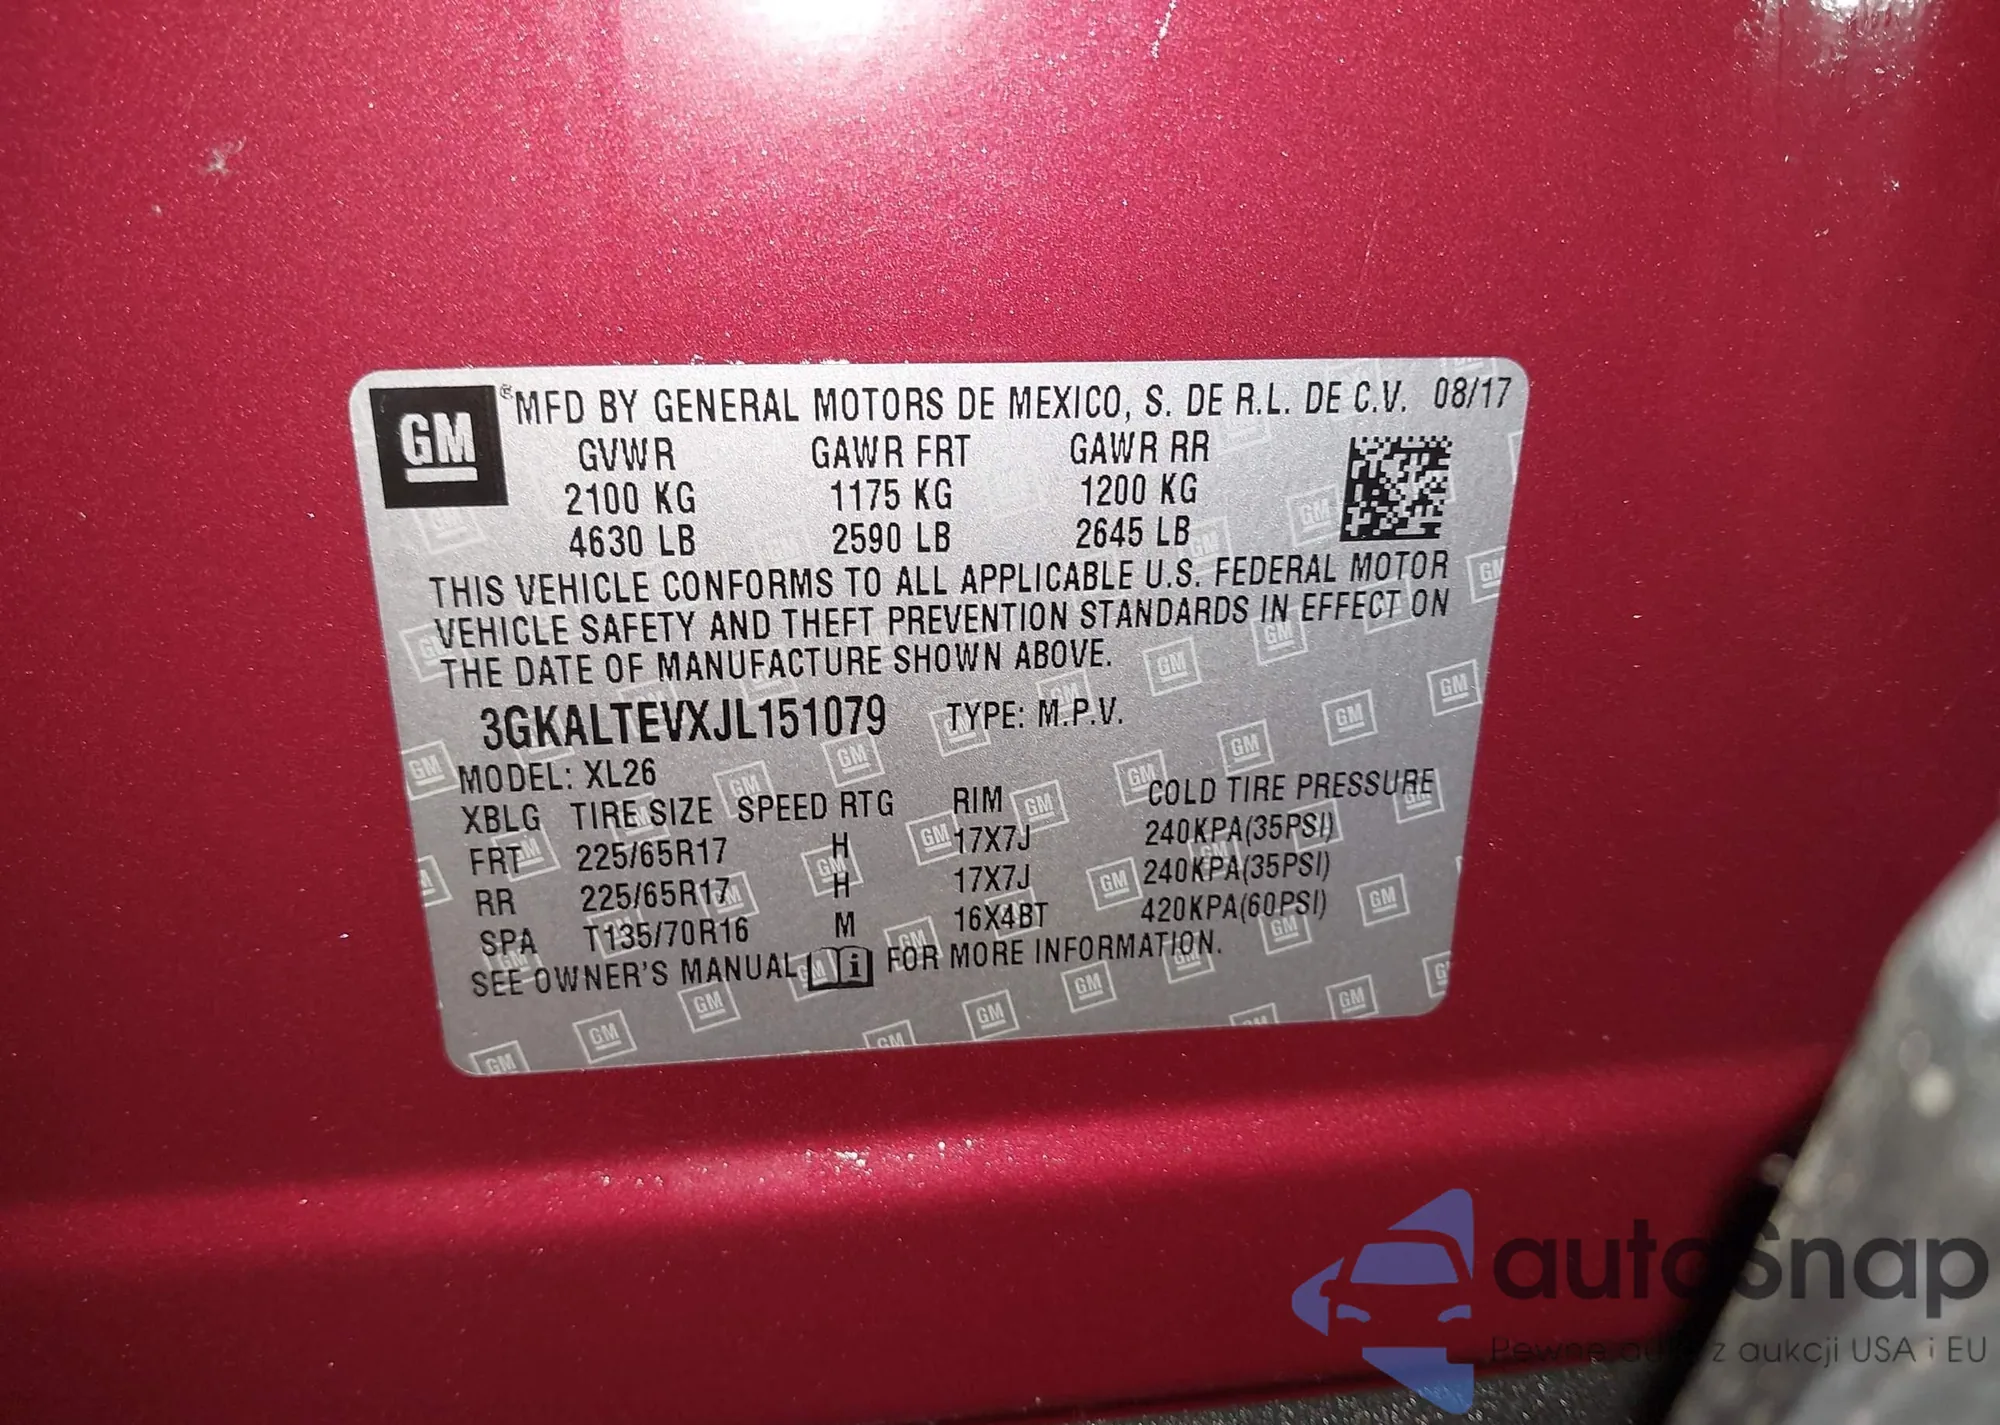 GM
® MFD BY GENERAL MOTORS DE MEXICO, S. DE R.L. DE C.V. 08/17
GVWR GAWR FRT GAWR RR
2100 KG 1175 KG 1200 KG
4630 LB 2590 LB 2645 LB
THIS VEHICLE CONFORMS TO ALL APPLICABLE U.S. FEDERAL MOTOR
VEHICLE SAFETY AND THEFT PREVENTION STANDARDS IN EFFECT ON
THE DATE OF MANUFACTURE SHOWN ABOVE.
3GKALTEVXJL151079 TYPE: M.P.V.
MODEL: XL26
XBLG TIRE SIZE SPEED RTG RIM COLD TIRE PRESSURE
FRT 225/65R17 H 17X7J 240KPA(35PSI)
RR 225/65R17 H 17X7J 240KPA(35PSI)
SPA T135/70R16 M 16X4BT 420KPA(60PSI)
SEE OWNER'S MANUAL i FOR MORE INFORMATION.
autoSnap
Pewne auta z aukcji USA i EU